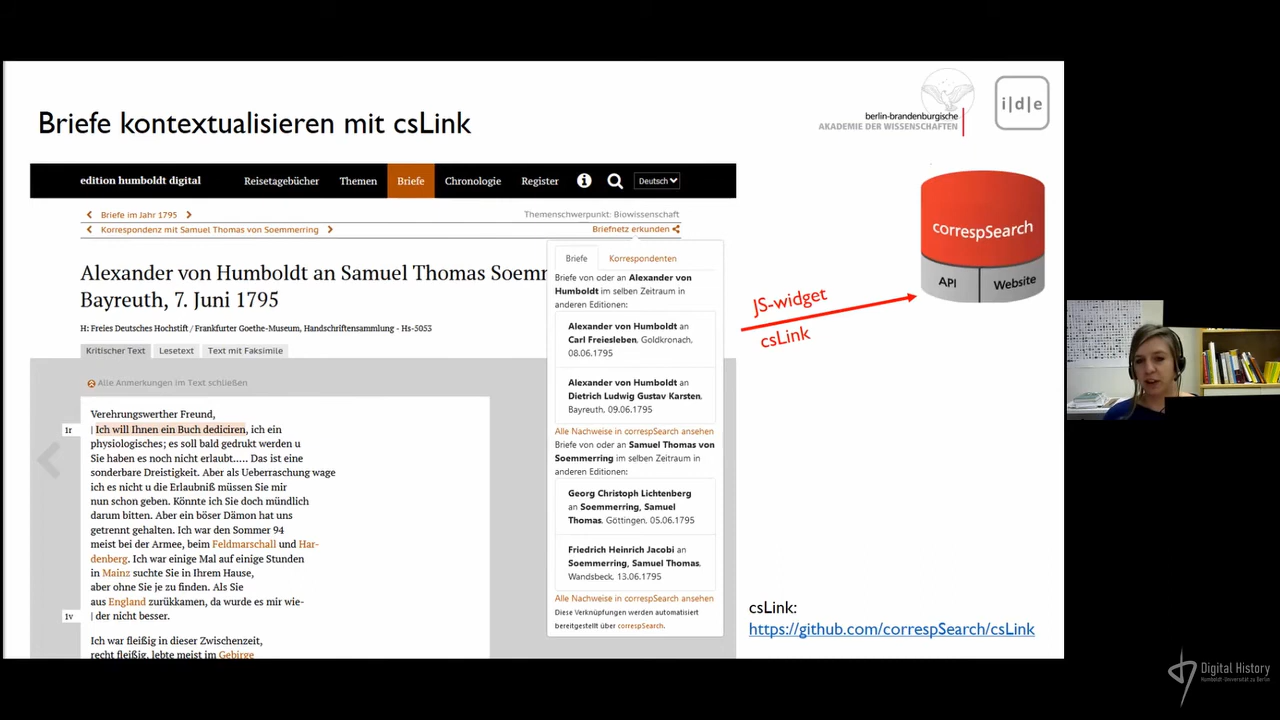 Briefe kontextualisieren mit csLink
berlin-brandenburgische
AKADEMIE DER WISSENSCHAFTEN
i|d|e
edition humboldt digital
Reisetagebücher
Themen
Briefe
Chronologie
Register
Deutsch
Briefe im Jahr 1795
Themenschwerpunkt: Biowissenschaft
Korrespondenz mit Samuel Thomas von Soemmerring
Briefnetz erkunden
Alexander von Humboldt an Samuel Thomas Soemm
Bayreuth, 7. Juni 1795
H: Freies Deutsches Hochstift / Frankfurter Goethe-Museum, Handschriftensammlung - Hs-5053
Kritischer Text
Lesetext
Text mit Faksimile
Alle Anmerkungen im Text schließen
Verehrungswerther Freund,
1r
| Ich will Ihnen ein Buch dediciren, ich ein
physiologisches; es soll bald gedrukt werden u
Sie haben es noch nicht erlaubt..... Das ist eine
sonderbare Dreistigkeit. Aber als Ueberraschung wage
ich es nicht u die Erlaubniß müssen Sie mir
nun schon geben. Könnte ich Sie doch mündlich
darum bitten. Aber ein böser Dämon hat uns
getrennt gehalten. Ich war den Sommer 94
meist bei der Armee, beim Feldmarschall und Har-
denberg. Ich war einige Mal auf einige Stunden
in Mainz suchte Sie in Ihrem Hause,
aber ohne Sie je zu finden. Als Sie
aus England zurükkamen, da wurde es mir wie-
1v
| der nicht besser.
Ich war fleißig in dieser Zwischenzeit,
recht fleißig, lebte meist im Gebirge
Briefe
Korrespondenten
Briefe von oder an Alexander von
Humboldt im selben Zeitraum in
anderen Editionen:
Alexander von Humboldt an
Carl Freiesleben, Goldkronach,
08.06.1795
Alexander von Humboldt an
Dietrich Ludwig Gustav Karsten,
Bayreuth, 09.06.1795
Alle Nachweise in correspSearch ansehen
Briefe von oder an Samuel Thomas von
Soemmerring im selben Zeitraum in
anderen Editionen:
Georg Christoph Lichtenberg
an Soemmerring, Samuel
Thomas, Göttingen, 05.06.1795
Friedrich Heinrich Jacobi an
Soemmerring, Samuel Thomas,
Wandsbeck, 13.06.1795
Alle Nachweise in correspSearch ansehen
Diese Verknüpfungen werden automatisiert
bereitgestellt über correspSearch.
JS-widget
csLink
correspSearch
API
Website
csLink:
https://github.com/correspSearch/csLink
Digital History
Humboldt-Universität zu Berlin